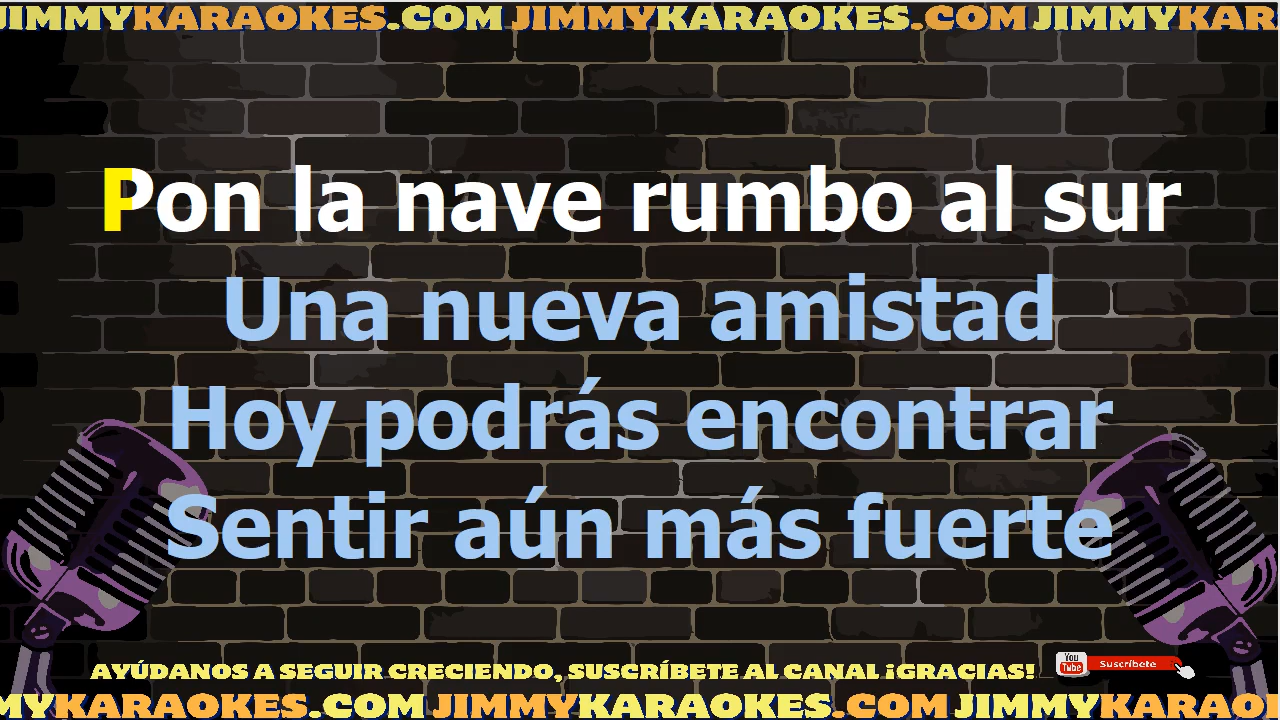 JIMMYKARAOKES.COM JIMMYKARAOKES.COM JIMMYKAR
Pon la nave rumbo al sur
Una nueva amistad
Hoy podrás encontrar
Sentir aún más fuerte
AYÚDANOS A SEGUIR CRECIENDO, SUSCRÍBETE AL CANAL ¡GRACIAS!
You Tube Suscríbete
MYKARAOKES.COM JIMMYKARAOKES.COM JIMMYKARAO